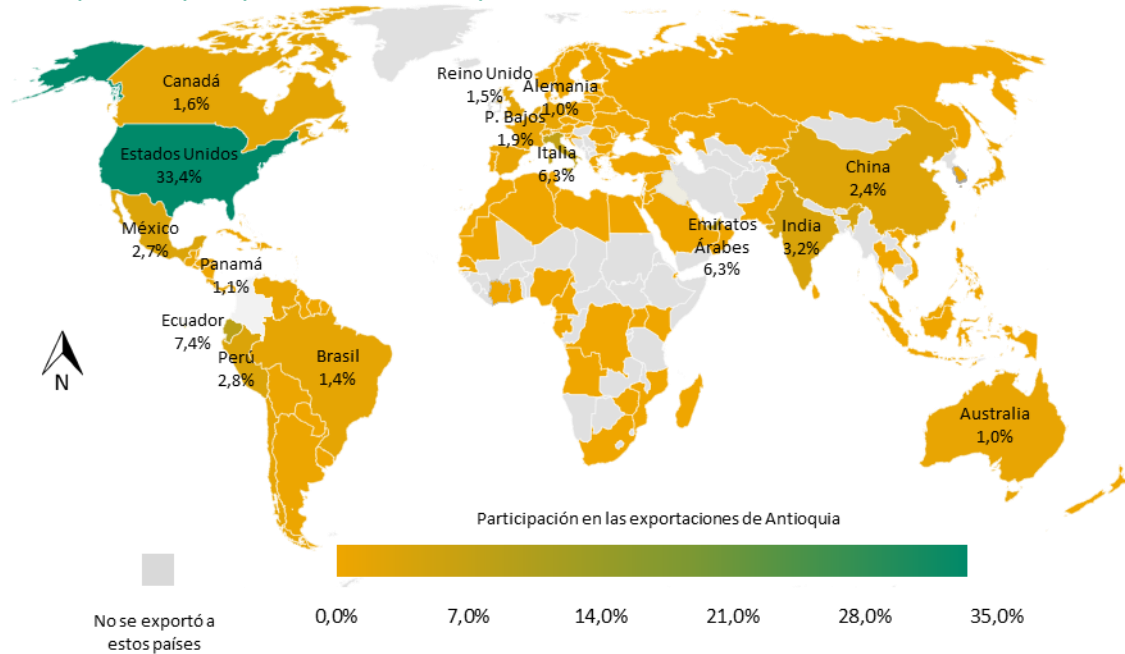 Canadá
1,6%
Estados Unidos
33,4%
México
2,7%
Panamá
1,1%
Ecuador
7,4%
Perú
2,8%
Brasil
1,4%
Reino Unido
1,5%
Alemania
1,0%
P. Bajos
1,9%
Italia
6,3%
Emiratos
Árabes
6,3%
India
3,2%
China
2,4%
Australia
1,0%
N
Participación en las exportaciones de Antioquia
No se exportó a
estos países
0,0% 7,0% 14,0% 21,0% 28,0% 35,0%